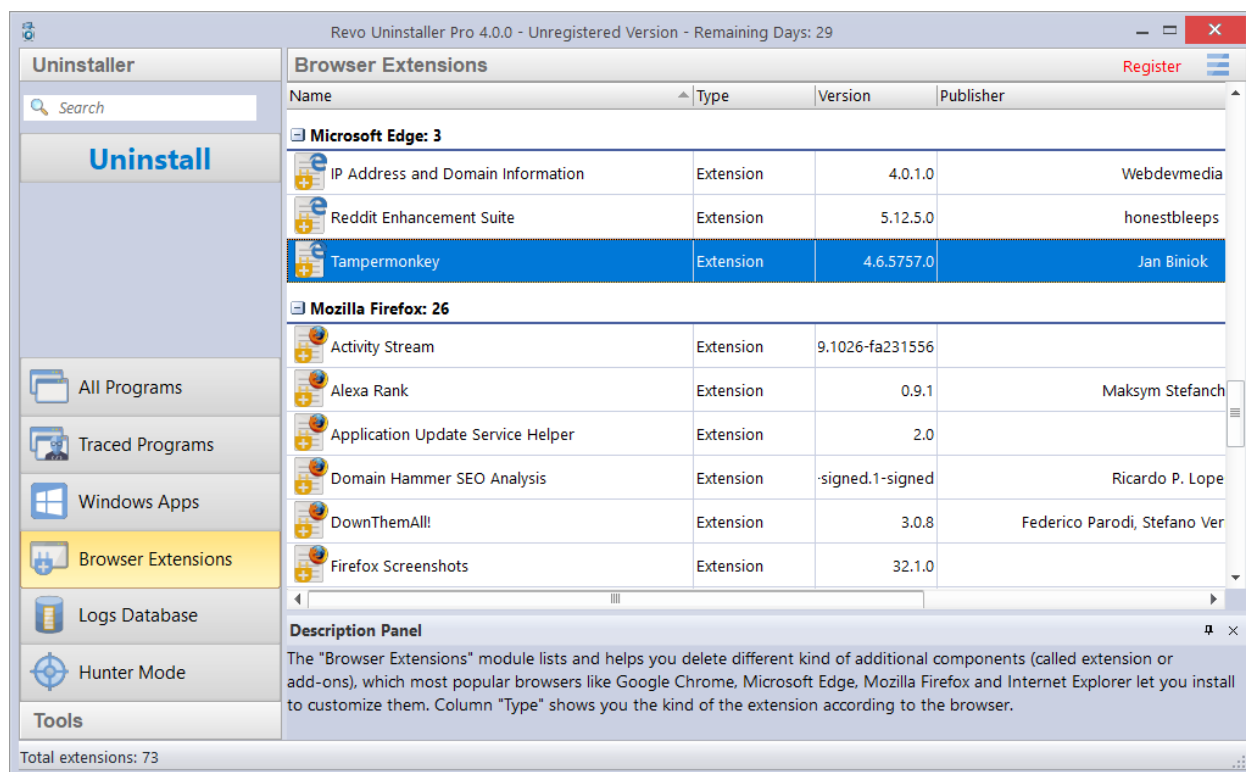 Revo Uninstaller Pro 4.0.0 - Unregistered Version - Remaining Days: 29
Uninstaller
Browser Extensions
Register
Search
Uninstall
All Programs
Traced Programs
Windows Apps
Browser Extensions
Logs Database
Hunter Mode
Tools
Name Type Version Publisher
Microsoft Edge: 3
IP Address and Domain Information Extension 4.0.1.0 Webdevmedia
Reddit Enhancement Suite Extension 5.12.5.0 honestbleeps
Tampermonkey Extension 4.6.5757.0 Jan Biniok
Mozilla Firefox: 26
Activity Stream Extension 9.1026-fa231556
Alexa Rank Extension 0.9.1 Maksym Stefanch
Application Update Service Helper Extension 2.0
Domain Hammer SEO Analysis Extension -signed.1-signed Ricardo P. Lope
DownThemAll! Extension 3.0.8 Federico Parodi, Stefano Ver
Firefox Screenshots Extension 32.1.0
Description Panel
The "Browser Extensions" module lists and helps you delete different kind of additional components (called extension or
add-ons), which most popular browsers like Google Chrome, Microsoft Edge, Mozilla Firefox and Internet Explorer let you install
to customize them. Column "Type" shows you the kind of the extension according to the browser.
Total extensions: 73